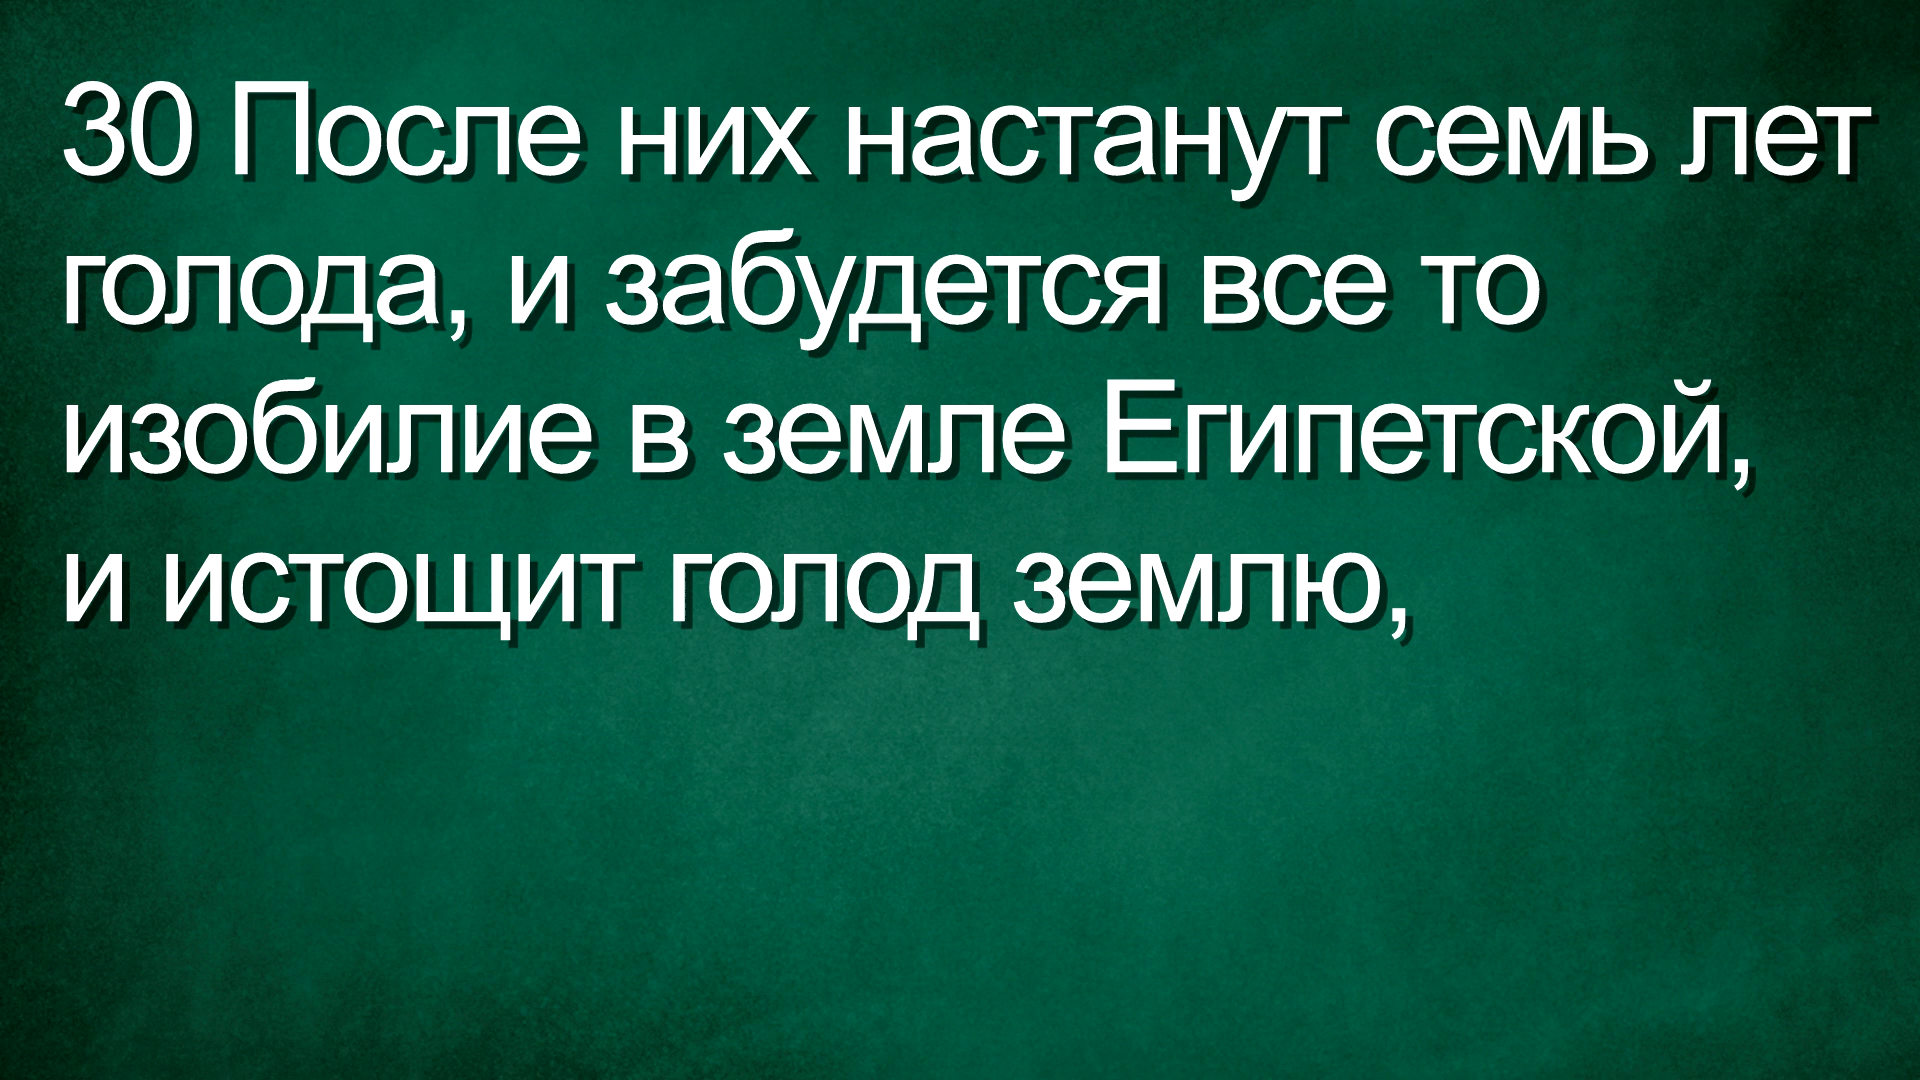 30 После них настанут семь лет
голода, и забудется все то
изобилие в земле Египетской,
и истощит голод землю,